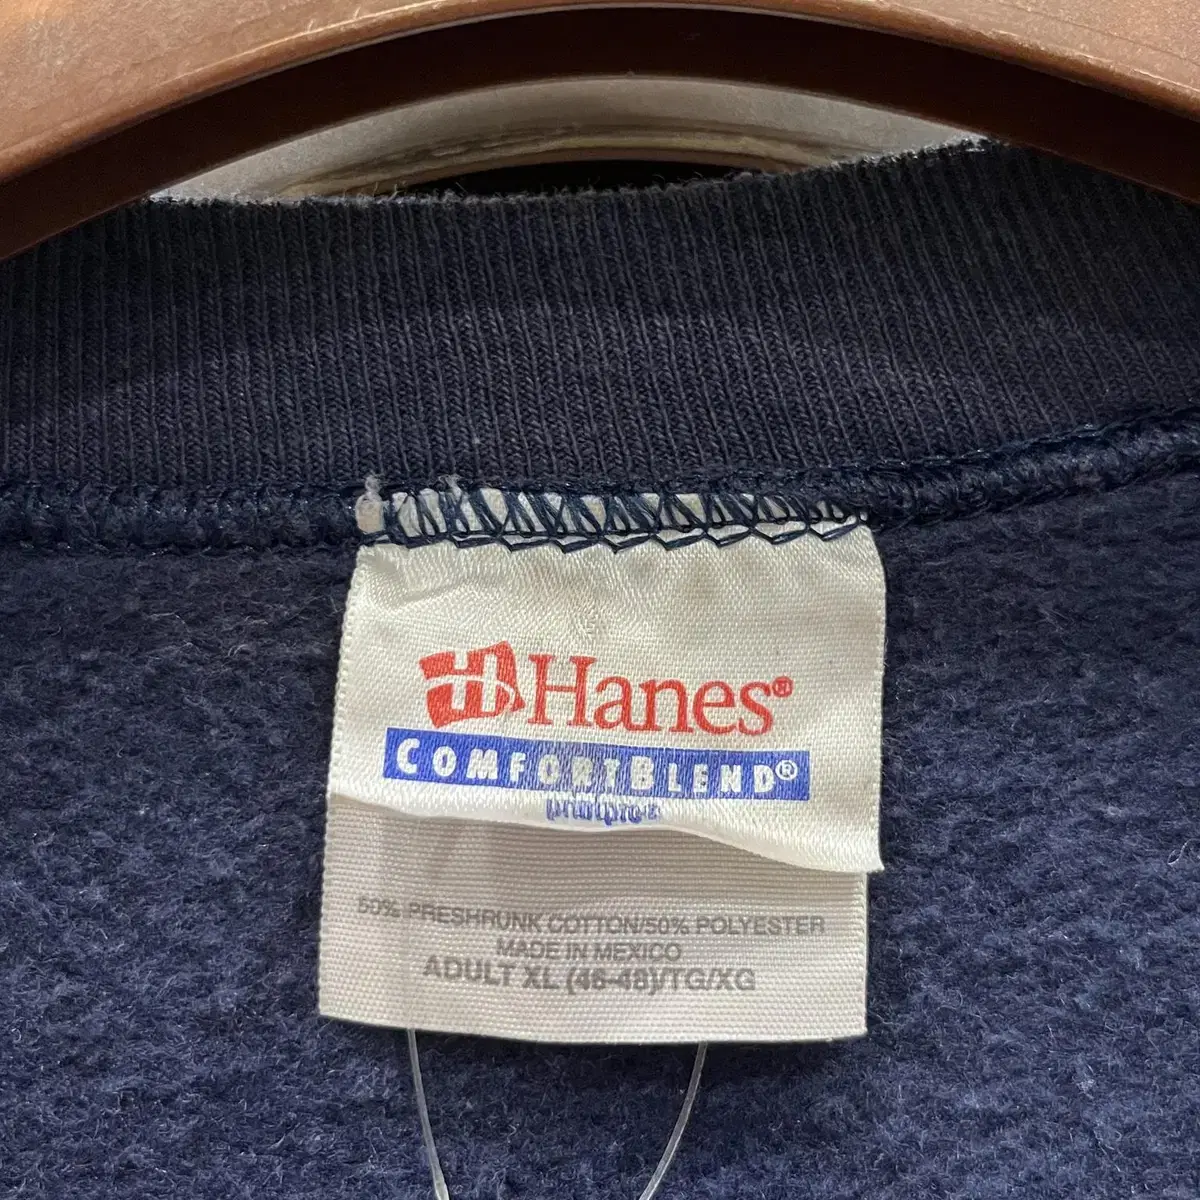 Hanes®
COMFORTBLEND®
50% PRESHRUNK COTTON/50% POLYESTER
MADE IN MEXICO
ADULT XL (46-48)/TG/XG